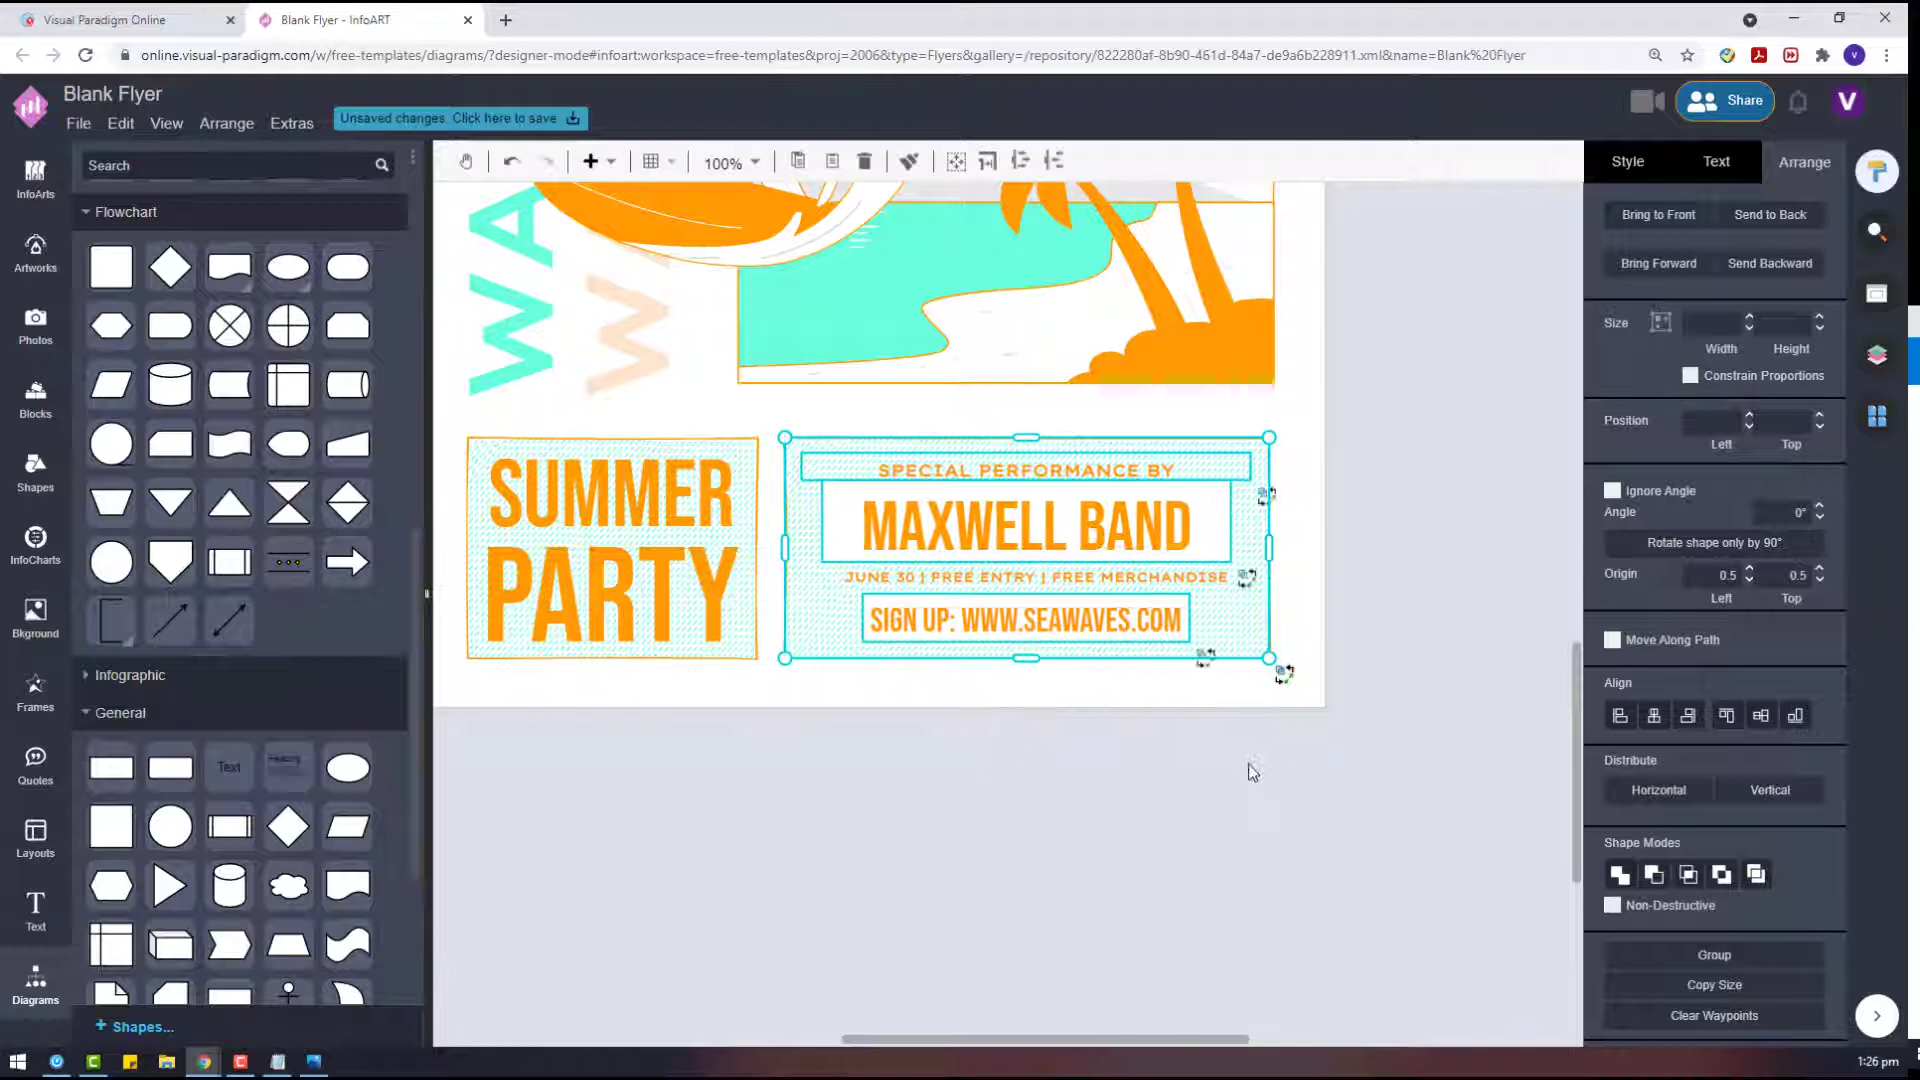 Visual Paradigm Online
Blank Flyer - InfoART
online.visual-paradigm.com/w/free-templates/diagrams/?designer-mode#infoart:workspace=free-templates&proj=2006&type=Flyers&gallery=/repository/822280af-8b90-461d-84a7-de9a6b228911.xml&name=Blank%20Flyer
V
Blank Flyer
File Edit View Arrange Extras
Unsaved changes. Click here to save
Share
V
InfoArts
Artworks
Photos
Blocks
Shapes
InfoCharts
Bkground
Frames
Quotes
Layouts
Text
Diagrams
Search
Flowchart
Infographic
General
Text
Heading
+ Shapes...
100%
WA
W
SUMMER
PARTY
SPECIAL PERFORMANCE BY
MAXWELL BAND
JUNE 30 | FREE ENTRY | FREE MERCHANDISE
SIGN UP: WWW.SEAWAVES.COM
Style Text Arrange
Bring to Front Send to Back
Bring Forward Send Backward
Size
Width Height
Constrain Proportions
Position
Left Top
Ignore Angle
Angle 0°
Rotate shape only by 90°
Origin 0.5 0.5
Left Top
Move Along Path
Align
Distribute
Horizontal Vertical
Shape Modes
Non-Destructive
Group
Copy Size
Clear Waypoints
1:26 pm